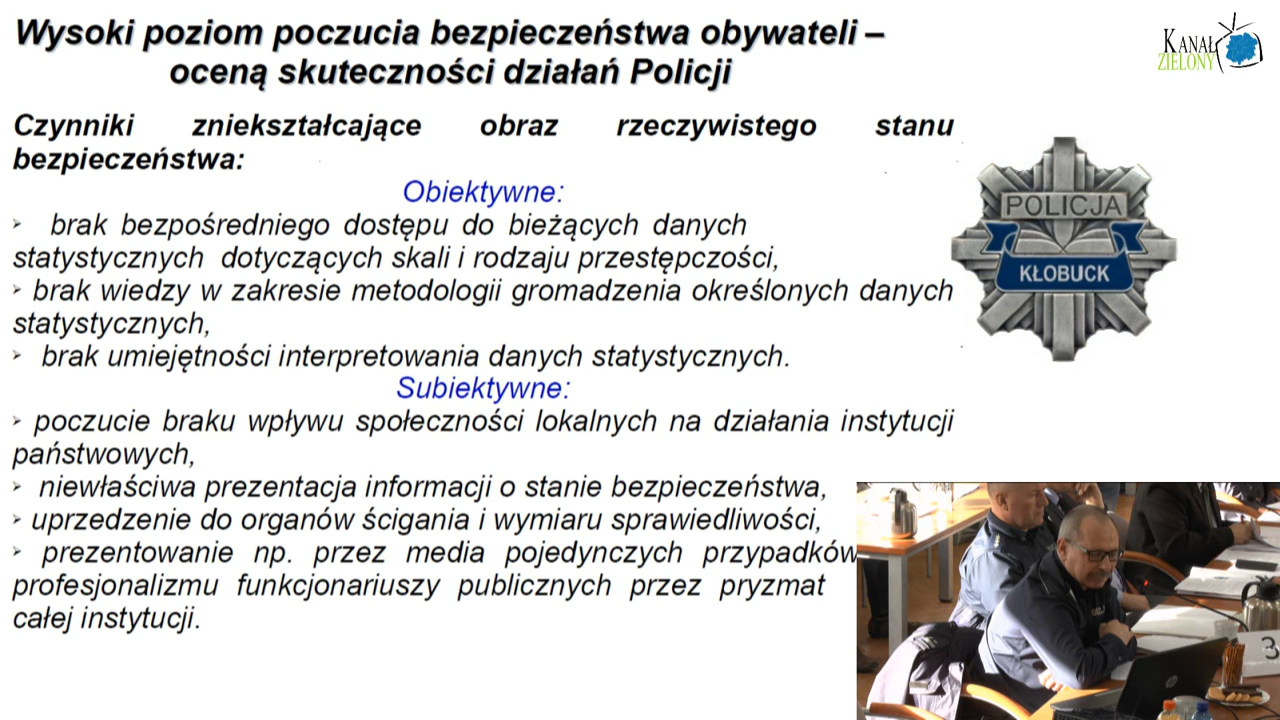 Wysoki poziom poczucia bezpieczeństwa obywateli –
oceną skuteczności działań Policji
KANAŁ
ZIELONY
Czynniki zniekształcające obraz rzeczywistego stanu
bezpieczeństwa:
Obiektywne:
brak bezpośredniego dostępu do bieżących danych
statystycznych dotyczących skali i rodzaju przestępczości,
brak wiedzy w zakresie metodologii gromadzenia określonych danych
statystycznych,
brak umiejętności interpretowania danych statystycznych.
Subiektywne:
poczucie braku wpływu społeczności lokalnych na działania instytucji
państwowych,
niewłaściwa prezentacja informacji o stanie bezpieczeństwa,
uprzedzenie do organów ścigania i wymiaru sprawiedliwości,
prezentowanie np. przez media pojedynczych przypadków
profesjonalizmu funkcjonariuszy publicznych przez pryzmat
całej instytucji.
POLICJA
KŁOBUCK
3